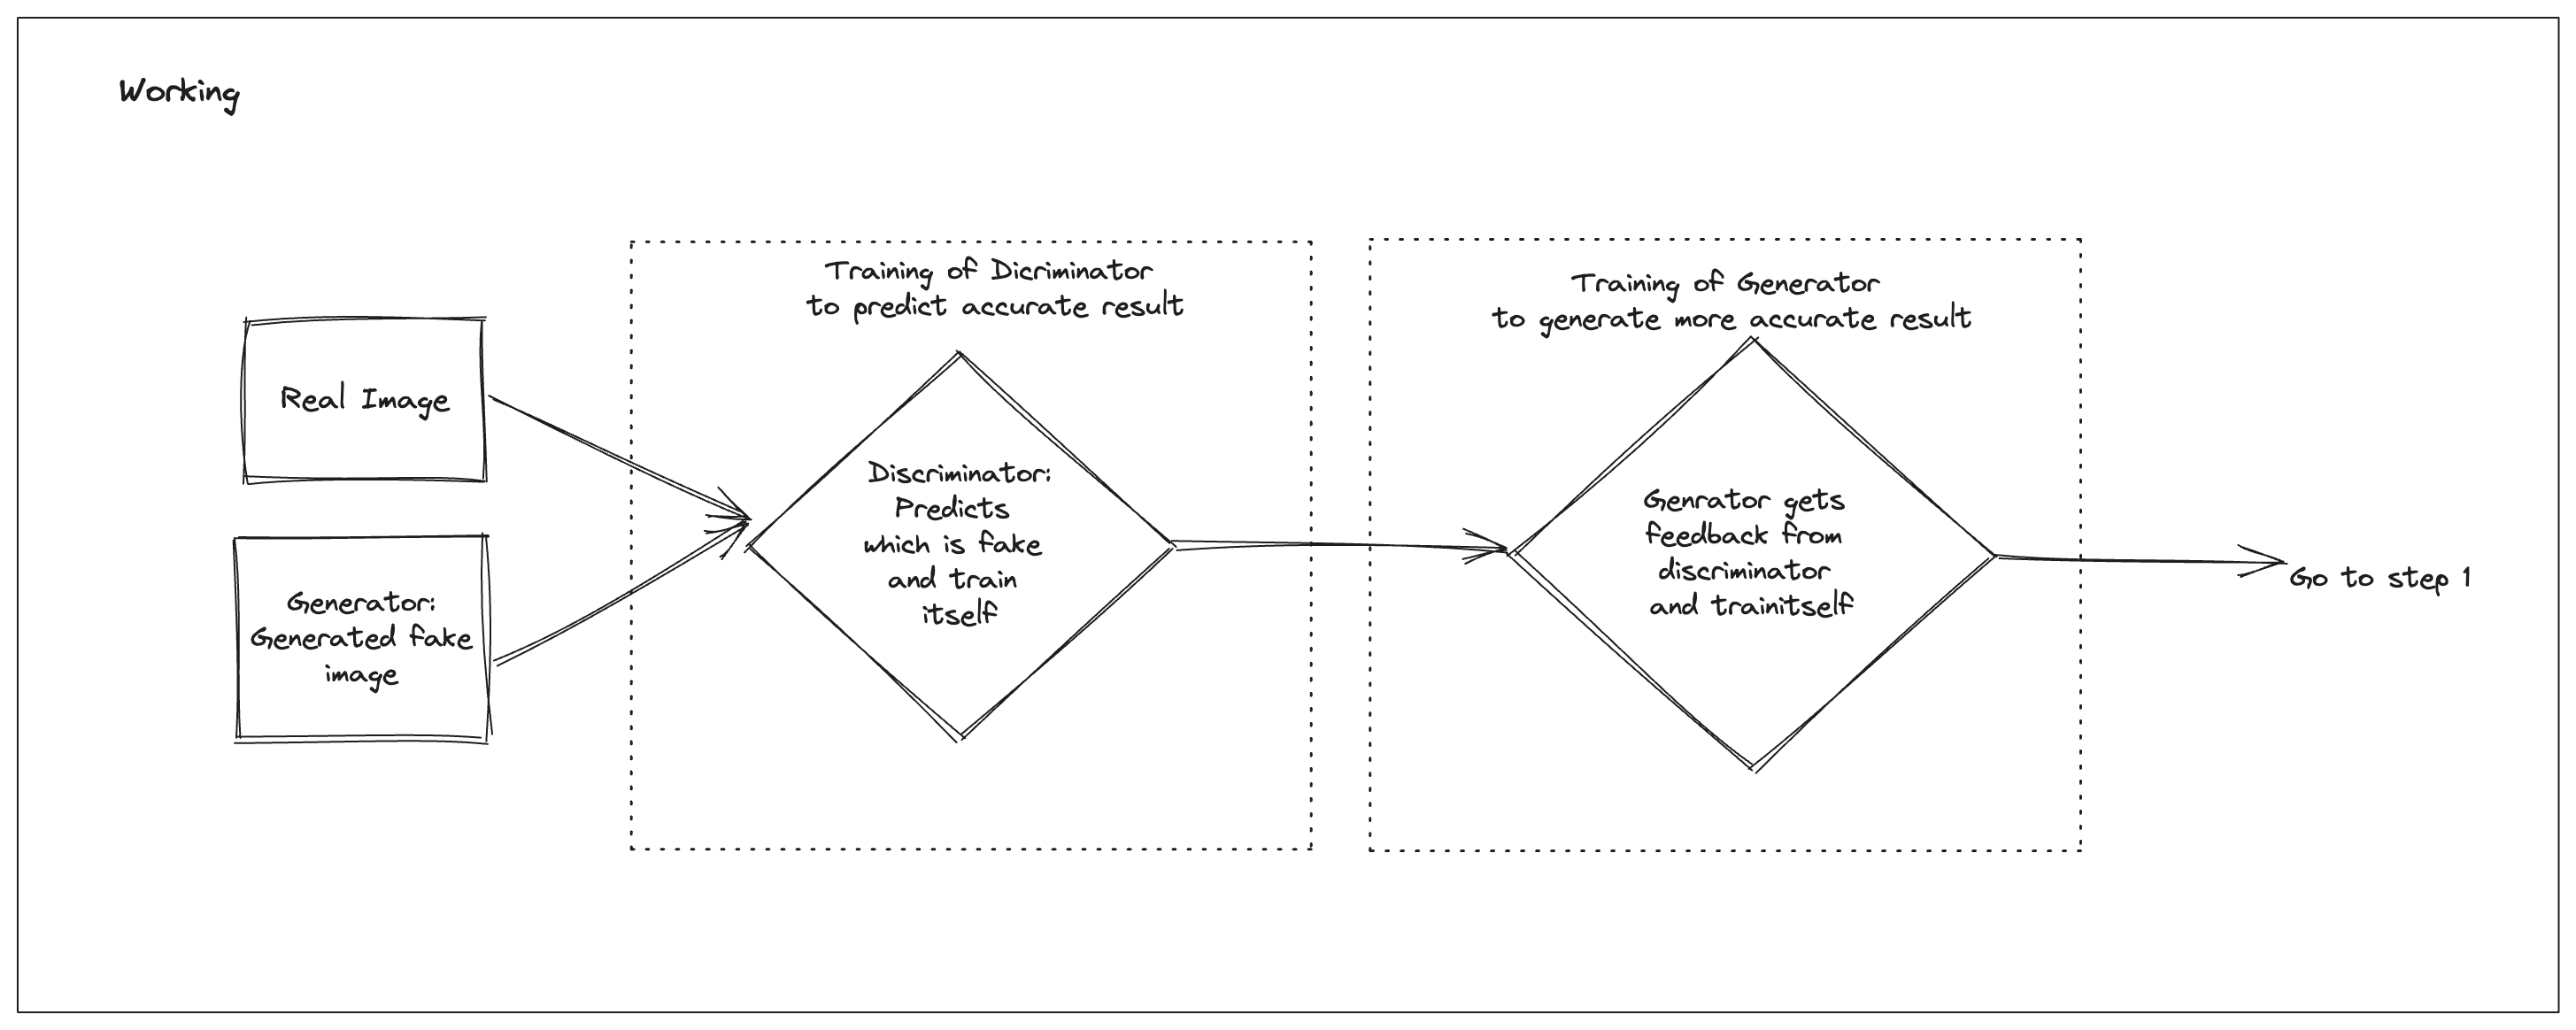 Working
Real Image
Generator:
Generated fake
image
Training of Dicriminator
to predict accurate result
Discriminator:
Predicts
which is fake
and train
itself
Training of Generator
to generate more accurate result
Genrator gets
feedback from
discriminator
and trainitself
Go to step 1